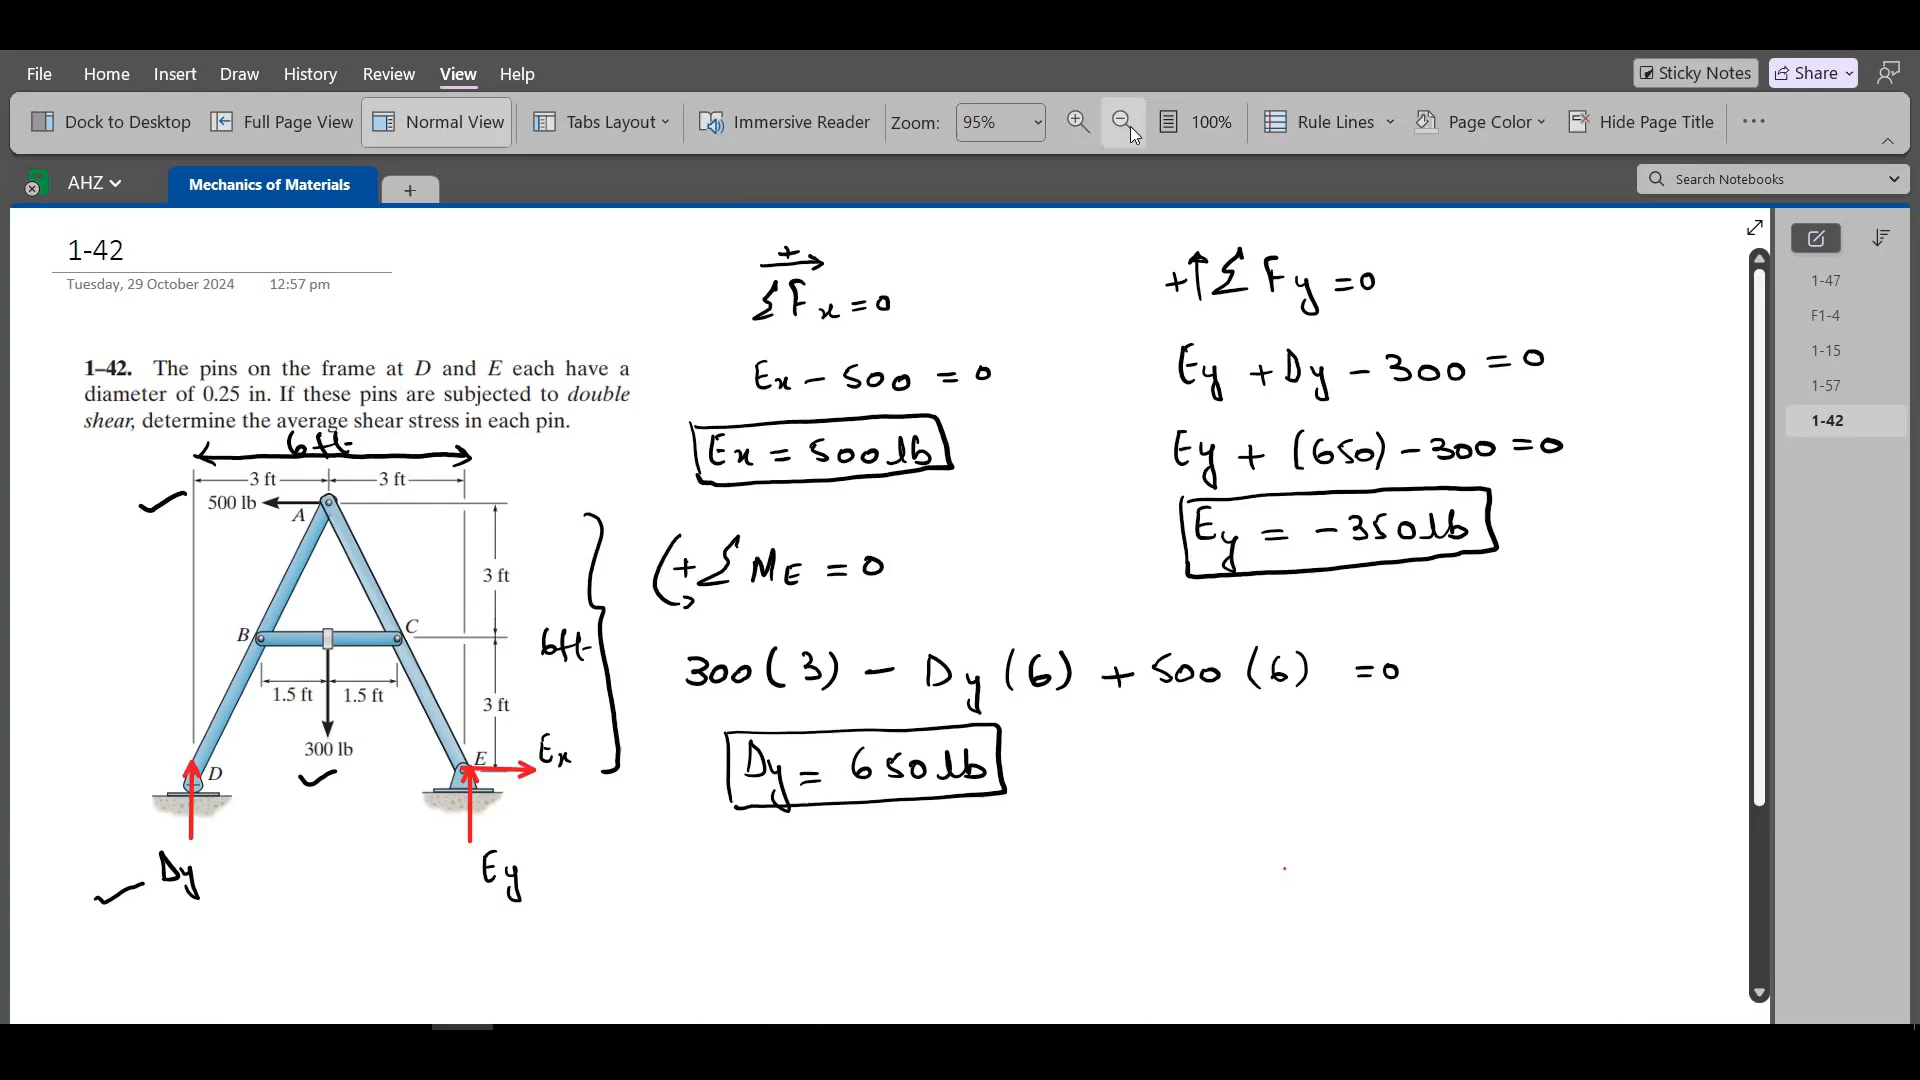 File Home Insert Draw History Review View Help
Sticky Notes Share
Dock to Desktop Full Page View Normal View Tabs Layout Immersive Reader Zoom: 95% 100% Rule Lines Page Color Hide Page Title ...
AHZ Mechanics of Materials + Search Notebooks
1-42
Tuesday, 29 October 2024 12:57 pm
1-47
F1-4
1-15
1-57
1-42
1–42. The pins on the frame at D and E each have a
diameter of 0.25 in. If these pins are subjected to double
shear, determine the average shear stress in each pin.
6ft
3 ft 3 ft
500 lb
A
3 ft
B
C
6ft
1.5 ft 1.5 ft
3 ft
300 lb
D
E
Ex
Dy
Ey
+
ΣFx = 0
Ex - 500 = 0
Ex = 500 lb
(+ Σ ME = 0
300(3) - Dy(6) + 500(6) = 0
Dy = 650 lb
+↑ΣFy = 0
Ey + Dy - 300 = 0
Ey + (650) - 300 = 0
Ey = -350 lb